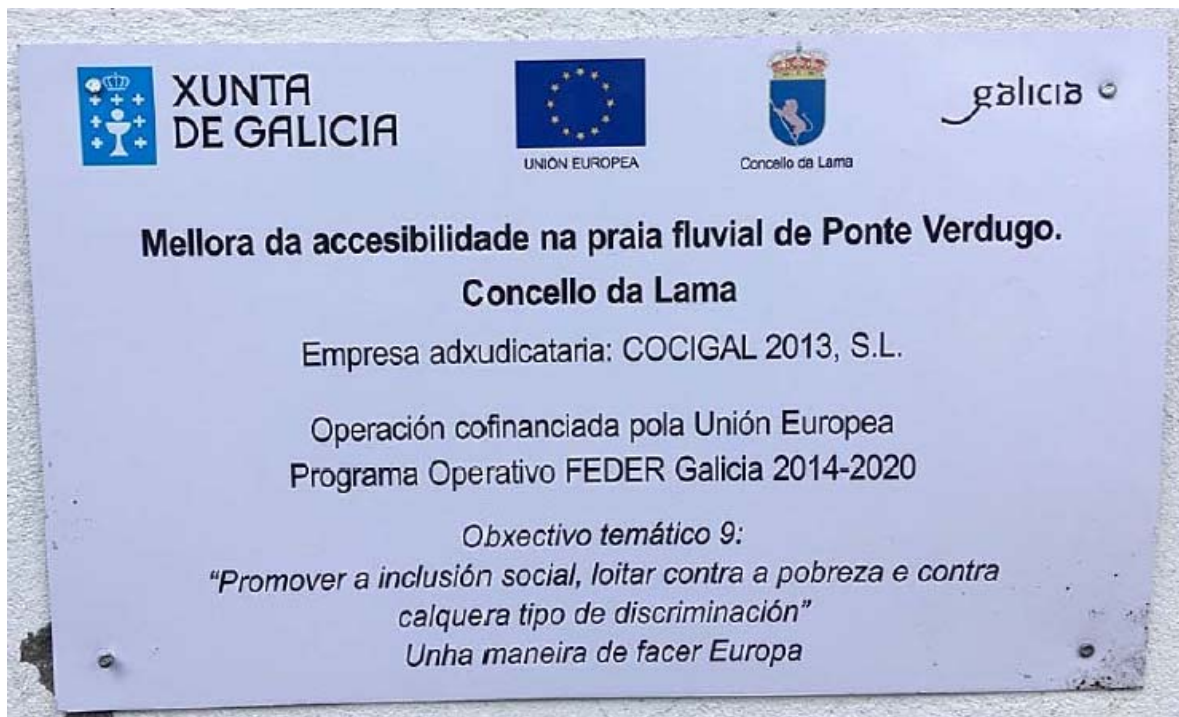 XUNTA
DE GALICIA
UNIÓN EUROPEA
Concello da Lama
galicia
Mellora da accesibilidade na praia fluvial de Ponte Verdugo.
Concello da Lama
Empresa adxudicataria: COCIGAL 2013, S.L.
Operación cofinanciada pola Unión Europea
Programa Operativo FEDER Galicia 2014-2020
Obxectivo temático 9:
“Promover a inclusión social, loitar contra a pobreza e contra
calquera tipo de discriminación”
Unha maneira de facer Europa